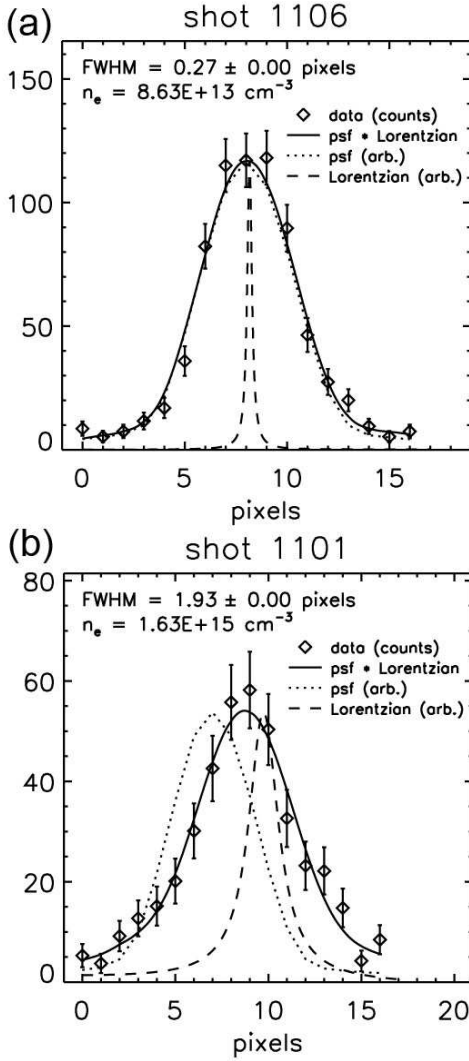 (a)
shot 1106
FWHM = 0.27 ± 0.00 pixels
n_e = 8.63E+13 cm⁻³
data (counts)
psf * Lorentzian
psf (arb.)
Lorentzian (arb.)
150
100
50
0
0 5 10 15
pixels
(b)
shot 1101
FWHM = 1.93 ± 0.00 pixels
n_e = 1.63E+15 cm⁻³
data (counts)
psf * Lorentzian
psf (arb.)
Lorentzian (arb.)
80
60
40
20
0
0 5 10 15 20
pixels